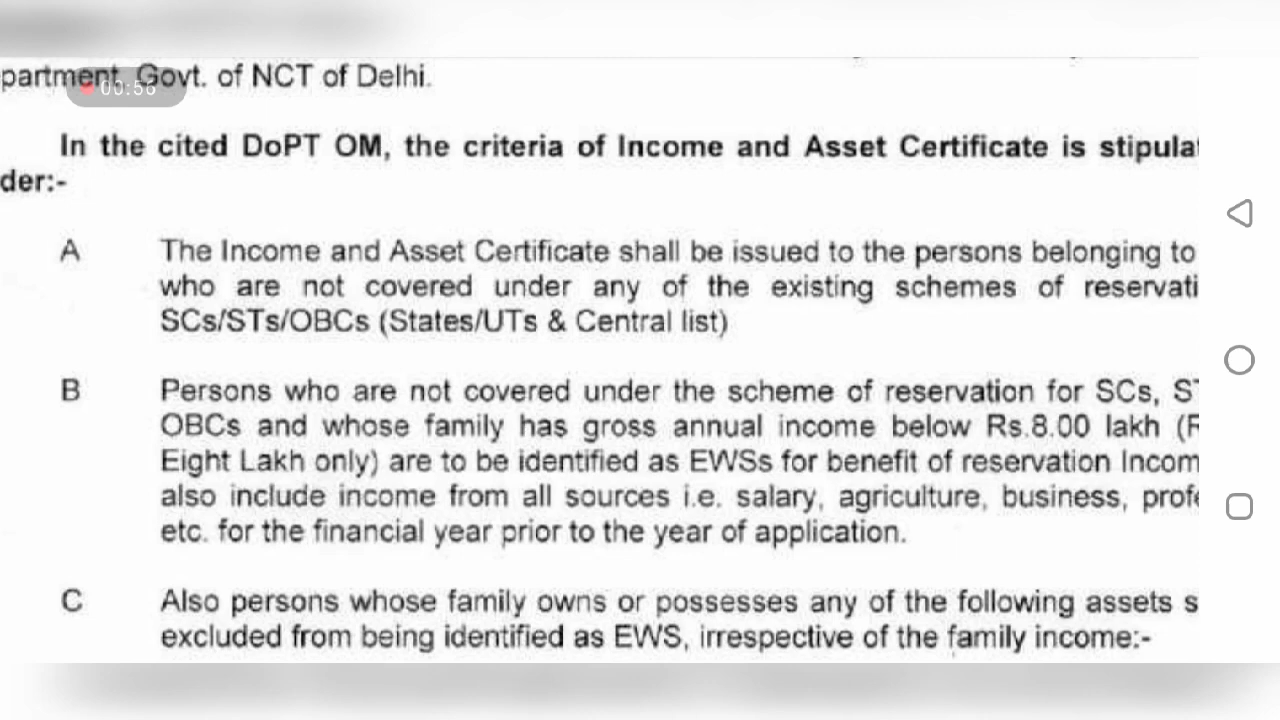 partment, Govt. of NCT of Delhi.
00:56
In the cited DoPT OM, the criteria of Income and Asset Certificate is stipulat
der:-
A The Income and Asset Certificate shall be issued to the persons belonging to
who are not covered under any of the existing schemes of reservati
SCs/STs/OBCs (States/UTs & Central list)
B Persons who are not covered under the scheme of reservation for SCs, ST
OBCs and whose family has gross annual income below Rs.8.00 lakh (R
Eight Lakh only) are to be identified as EWSs for benefit of reservation Incom
also include income from all sources i.e. salary, agriculture, business, profe
etc. for the financial year prior to the year of application.
C Also persons whose family owns or possesses any of the following assets s
excluded from being identified as EWS, irrespective of the family income:-